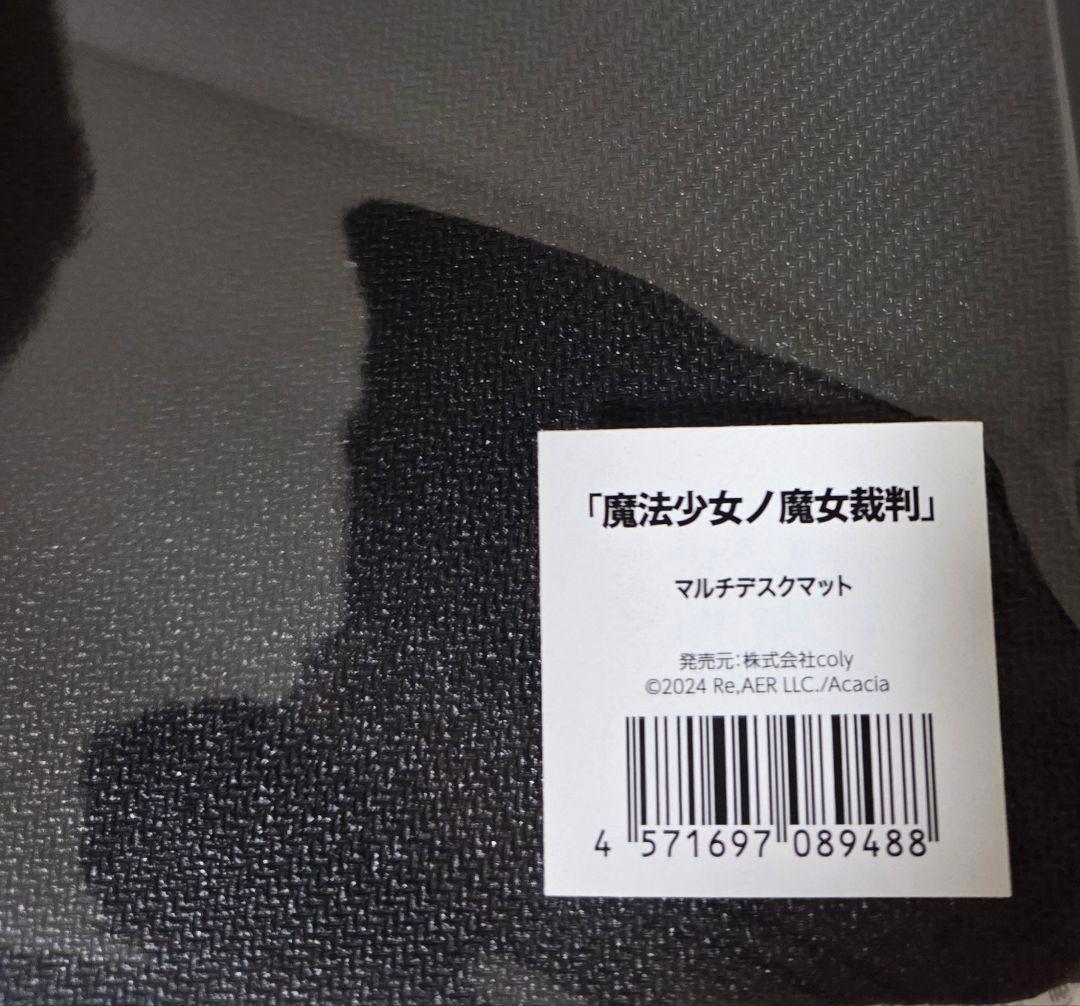 「魔法少女ノ魔女裁判」
マルチデスクマット
発売元:株式会社coly
©2024 Re,AER LLC./Acacia
4 571697 089488